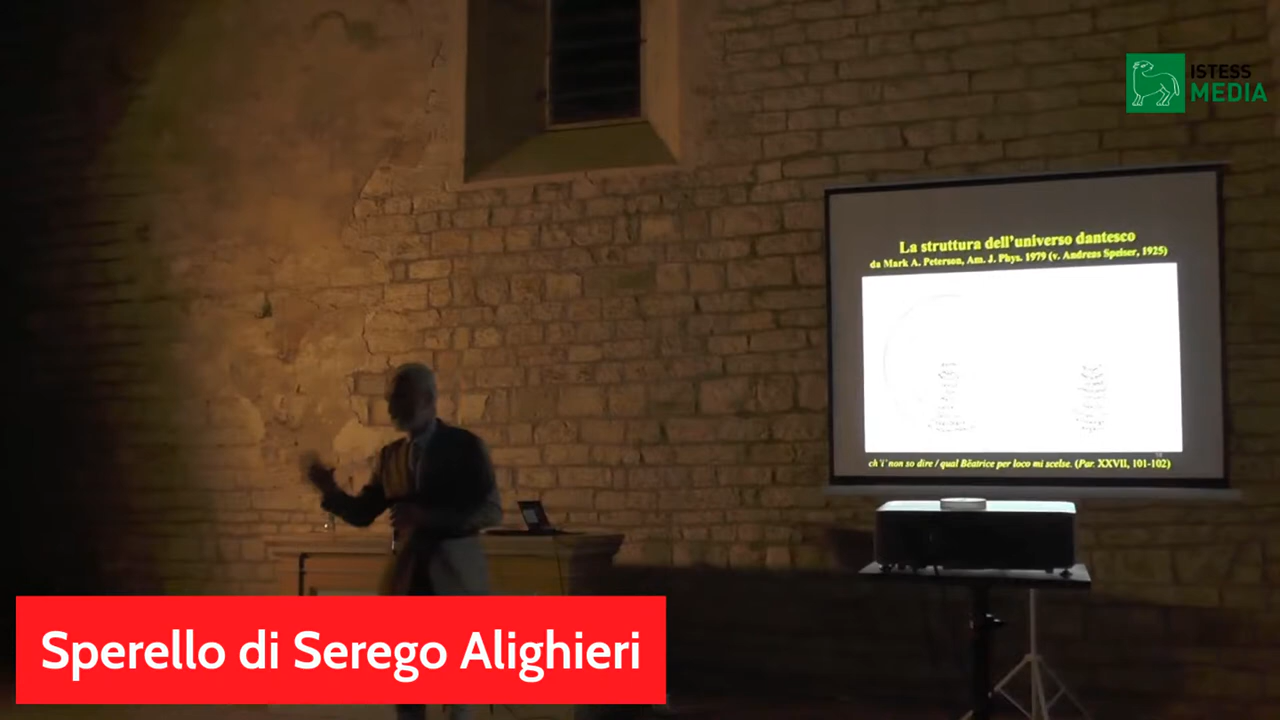 ISTESS
MEDIA
La struttura dell'universo dantesco
da Mark A. Peterson, Am. J. Phys. 1979 (v. Andreas Speiser, 1925)
ch'i' non so dire / qual Bëatrice per loco mi scelse. (Par. XXVII, 101-102)
Sperello di Serego Alighieri